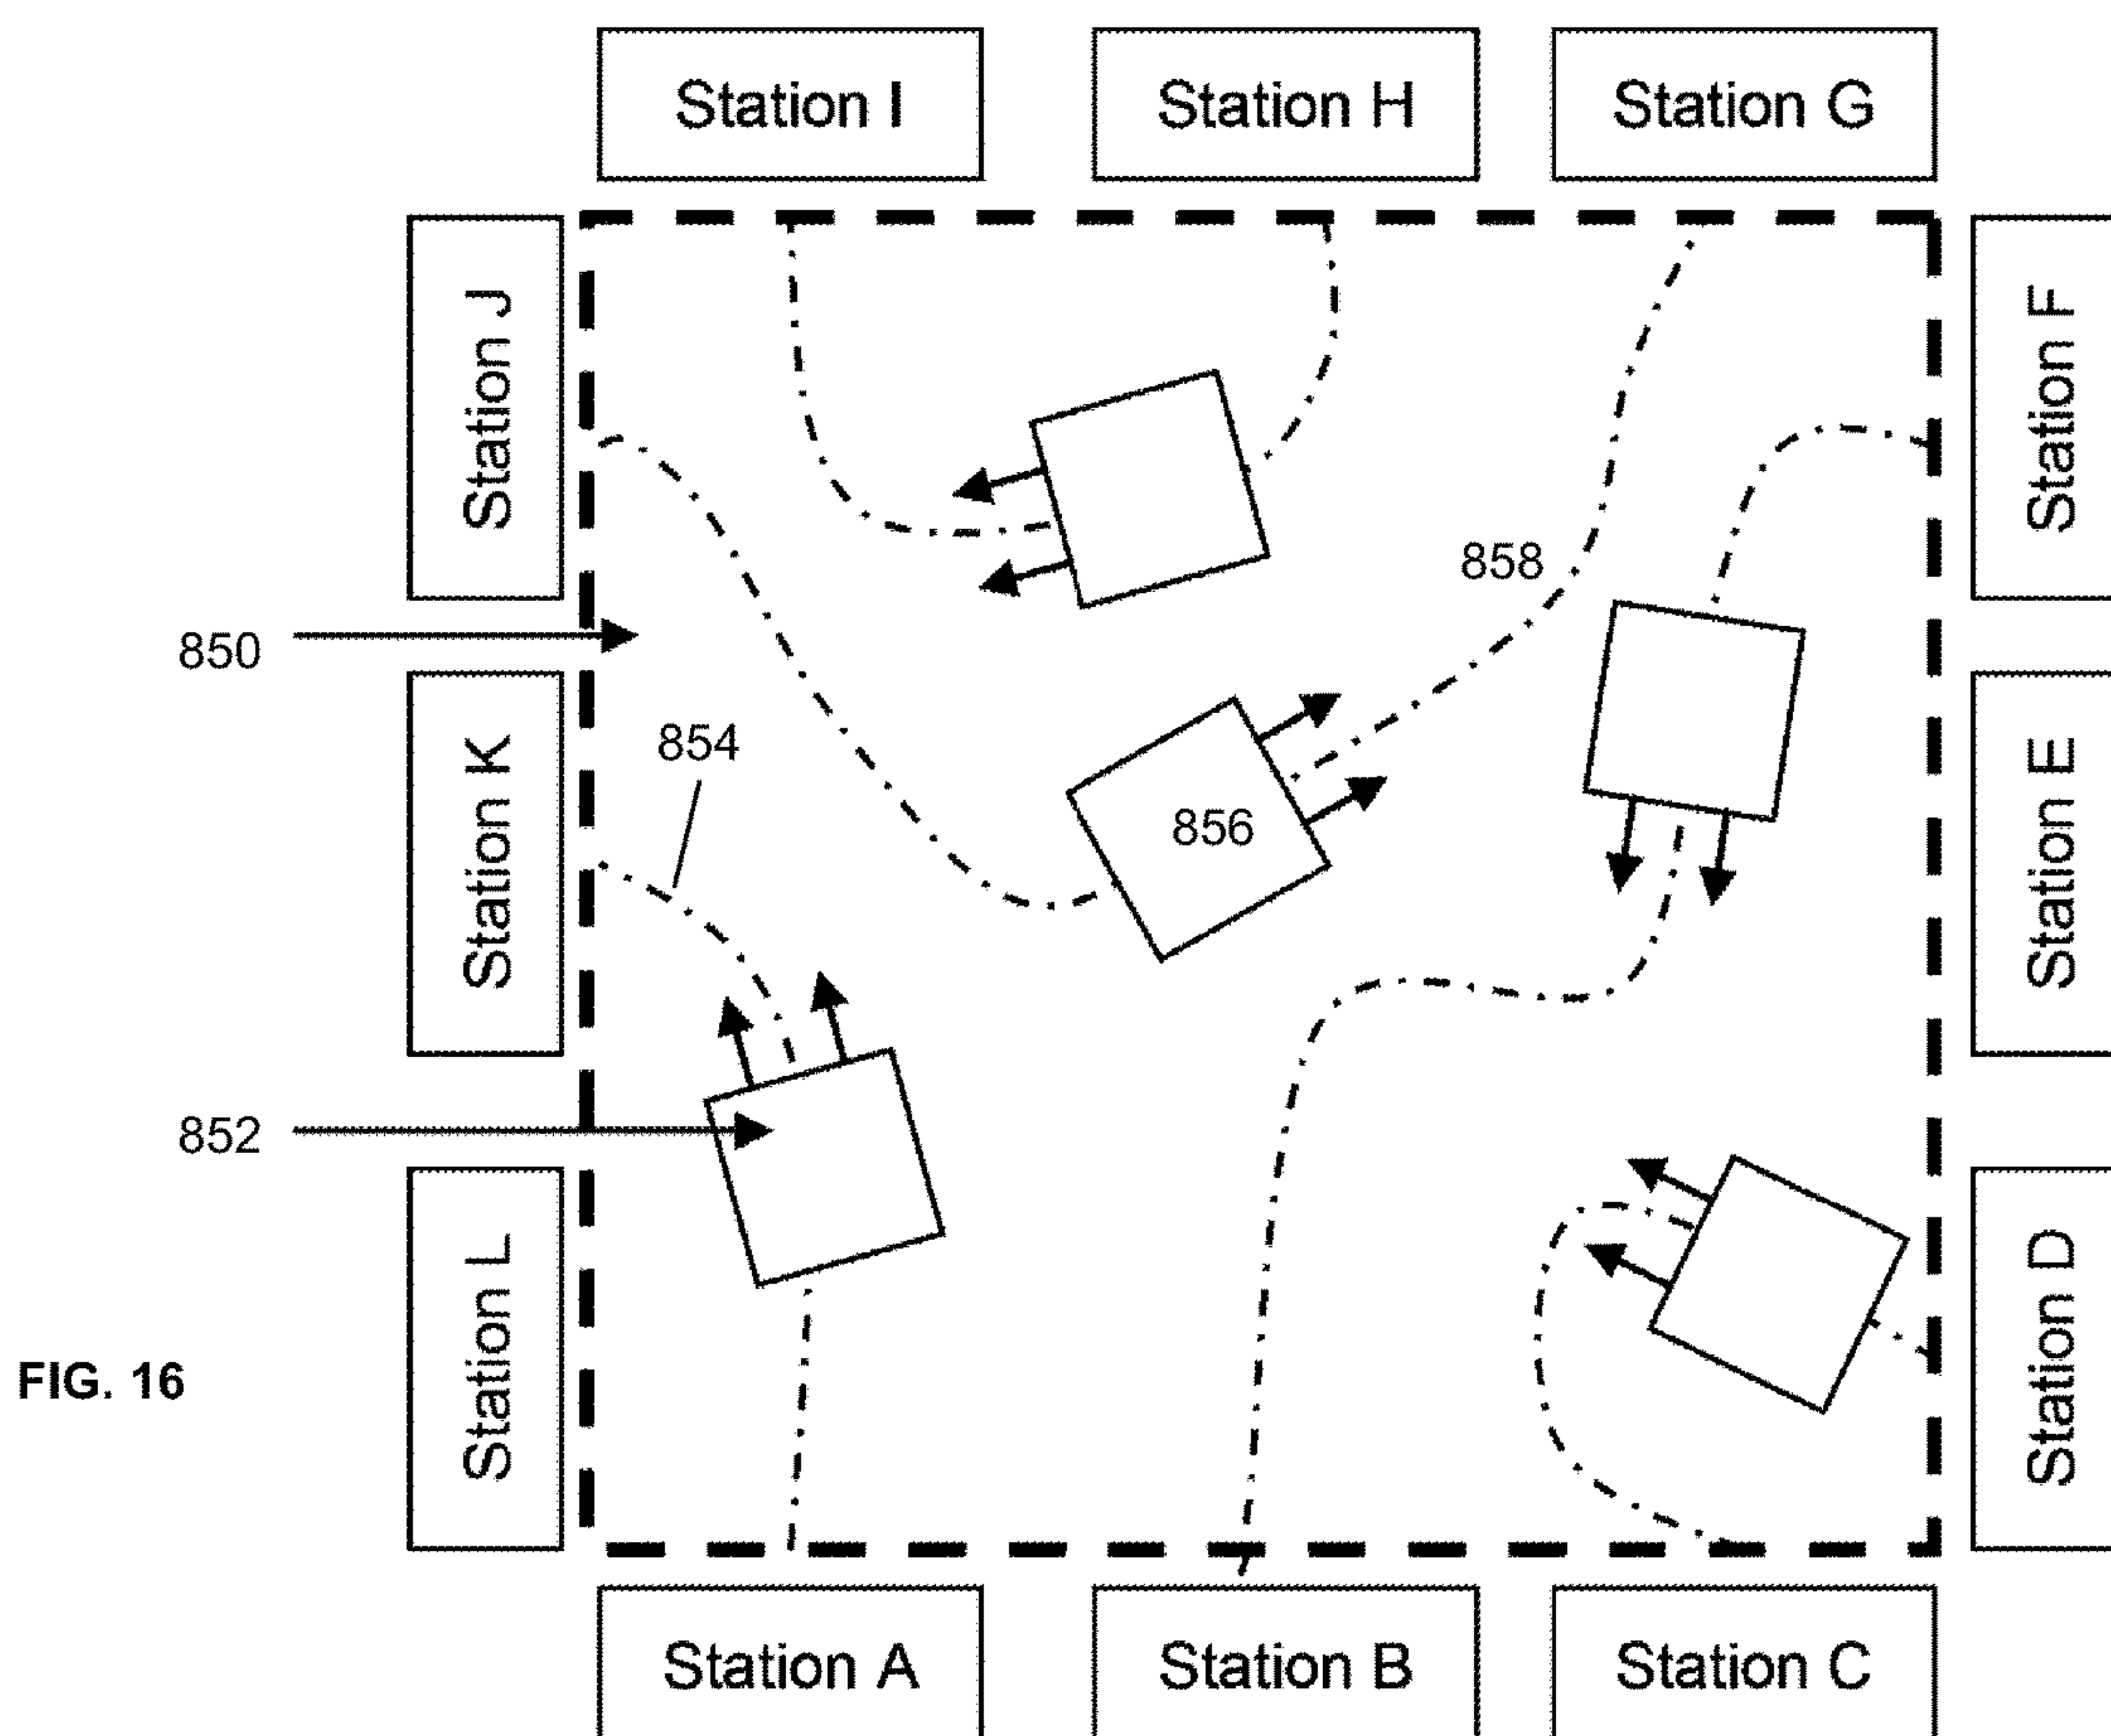 Station I
Station H
Station G
Station J
Station F
858
850
854
Station K
Station E
856
852
Station L
Station D
FIG. 16
Station A
Station B
Station C